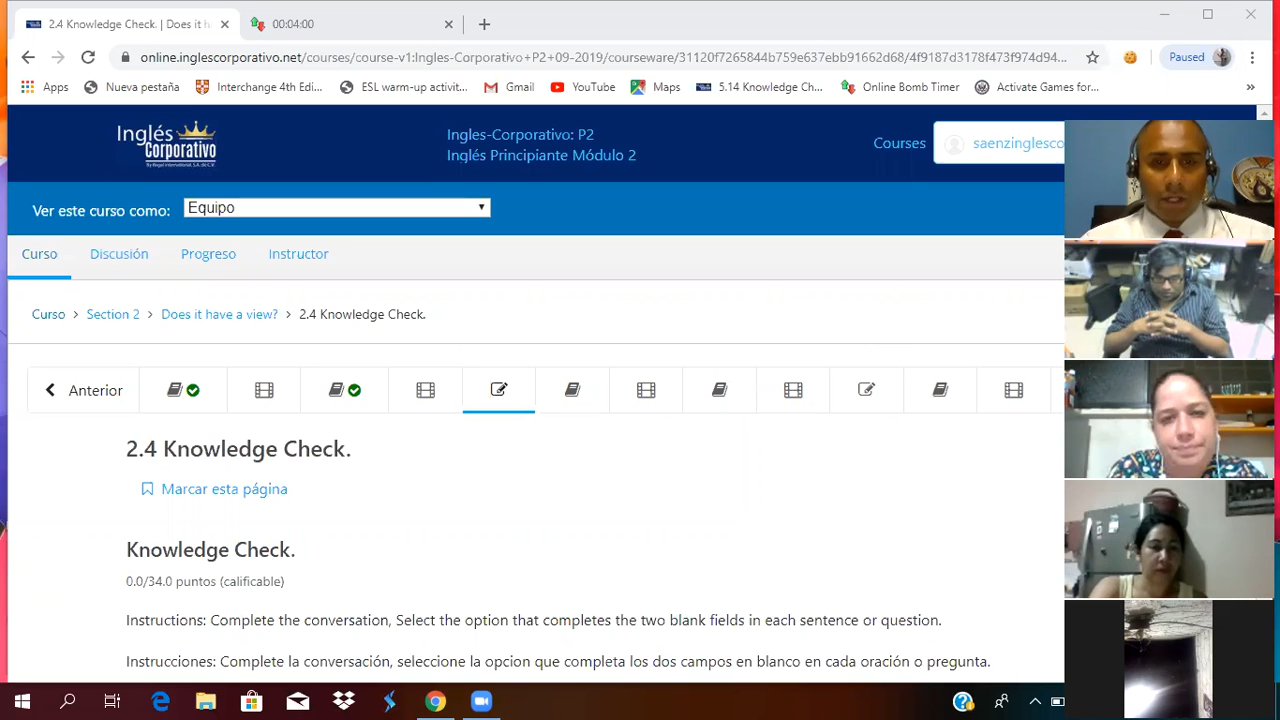 2.4 Knowledge Check. | Does it h
00:04:00
online.inglescorporativo.net/courses/course-v1:Ingles-Corporativo+P2+09-2019/courseware/31120f7265844b759e637ebb91662d68/4f9187d3178f473f974d94...
Paused
Apps
Nueva pestaña
Interchange 4th Edi...
ESL warm-up activit...
Gmail
YouTube
Maps
5.14 Knowledge Ch...
Online Bomb Timer
Activate Games for...
Inglés
Corporativo
Ingles-Corporativo: P2
Inglés Principiante Módulo 2
Courses
saenzinglesco
Ver este curso como:
Equipo
Curso
Discusión
Progreso
Instructor
Curso > Section 2 > Does it have a view? > 2.4 Knowledge Check.
Anterior
2.4 Knowledge Check.
Marcar esta página
Knowledge Check.
0.0/34.0 puntos (calificable)
Instructions: Complete the conversation, Select the option that completes the two blank fields in each sentence or question.
Instrucciones: Complete la conversación, seleccione la opcion que completa los dos campos en blanco en cada oración o pregunta.